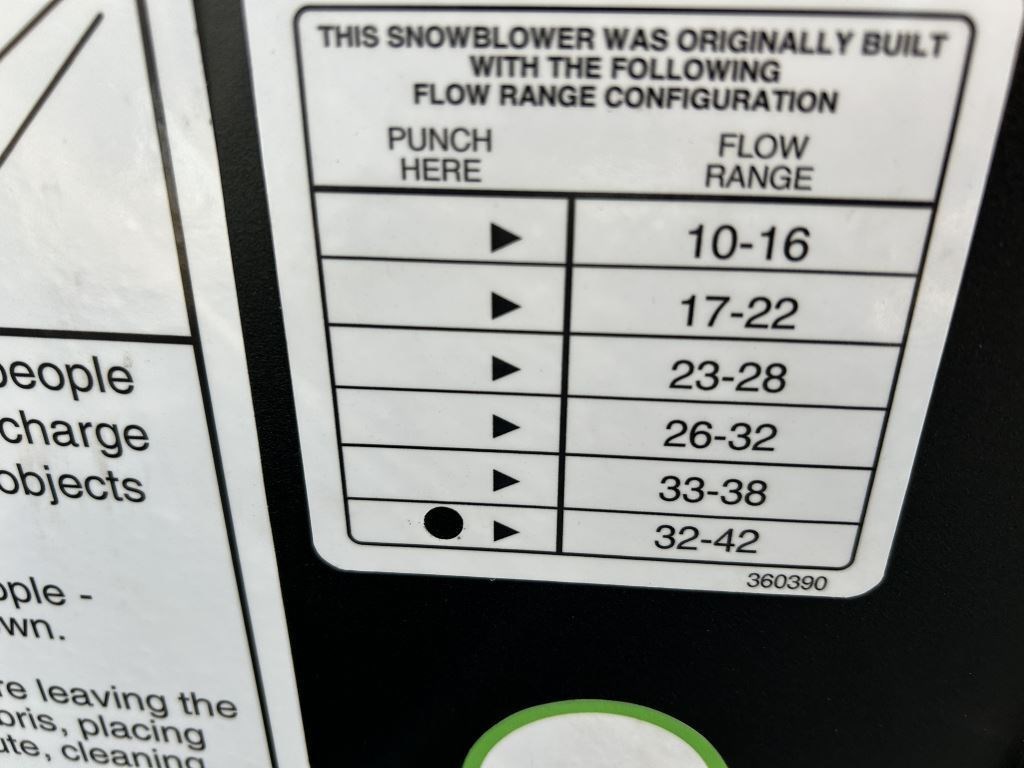 THIS SNOWBLOWER WAS ORIGINALLY BUILT
WITH THE FOLLOWING
FLOW RANGE CONFIGURATION
PUNCH
HERE
FLOW
RANGE
10-16
17-22
23-28
26-32
33-38
32-42
360390
people
charge
objects
ople -
wn.
re leaving the
bris, placing
ute, cleaning